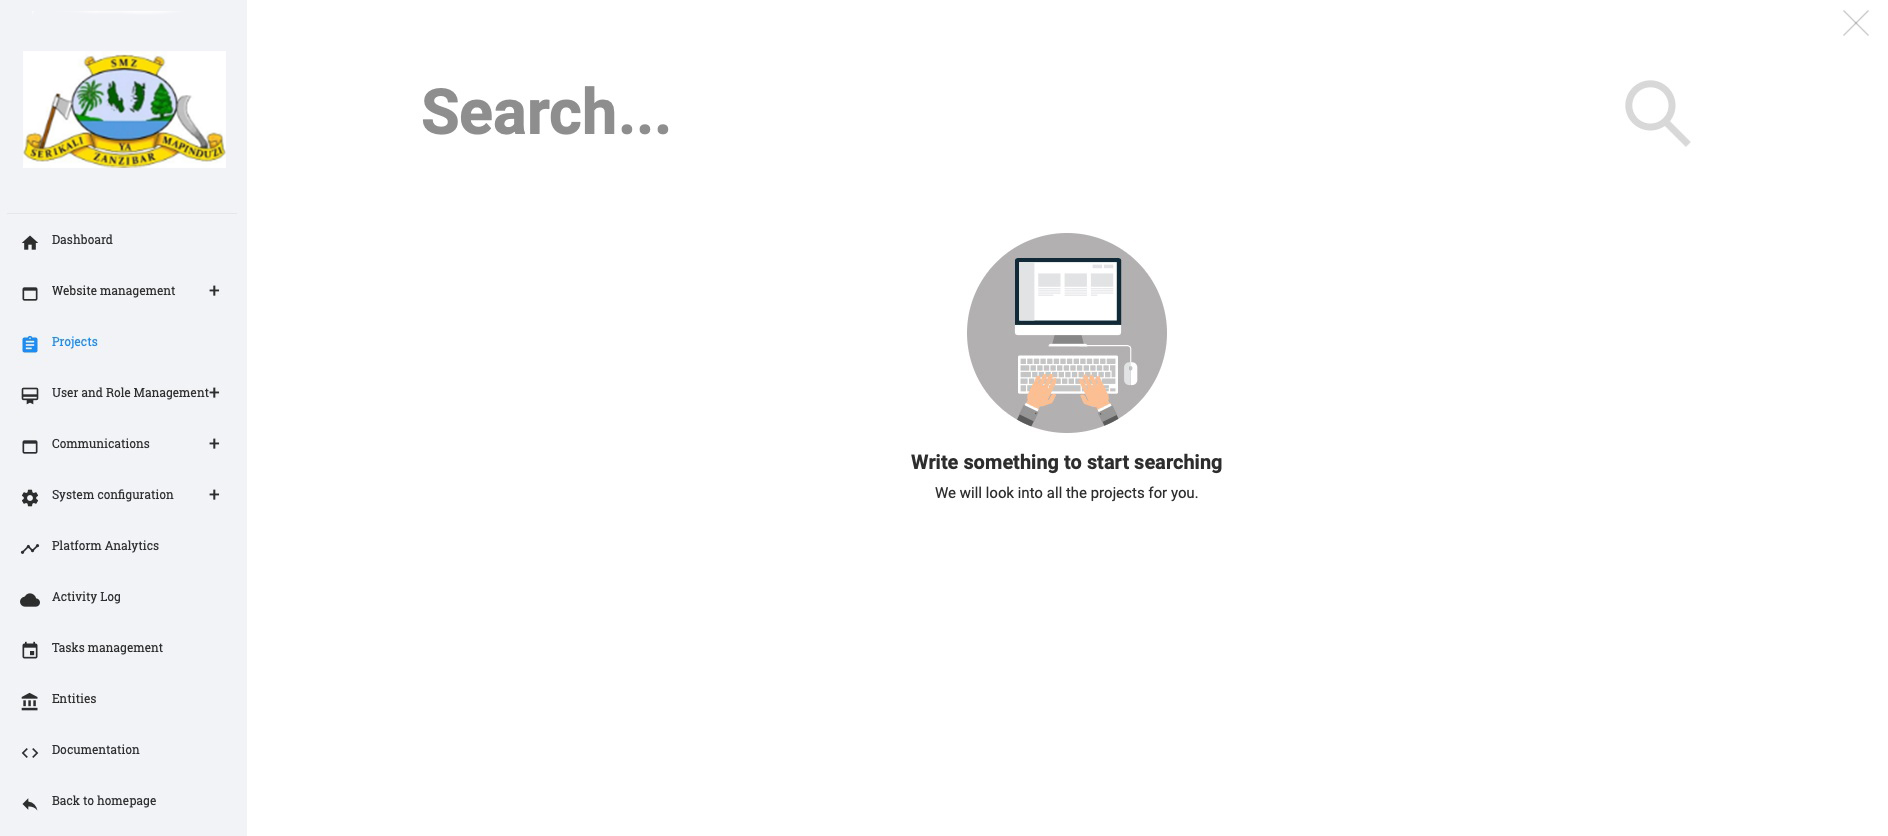 SMZ
SERIKALI YA MAPINDUZI
ZANZIBAR
Dashboard
Website management +
Projects
User and Role Management+
Communications +
System configuration +
Platform Analytics
Activity Log
Tasks management
Entities
Documentation
Back to homepage
Search...
Write something to start searching
We will look into all the projects for you.